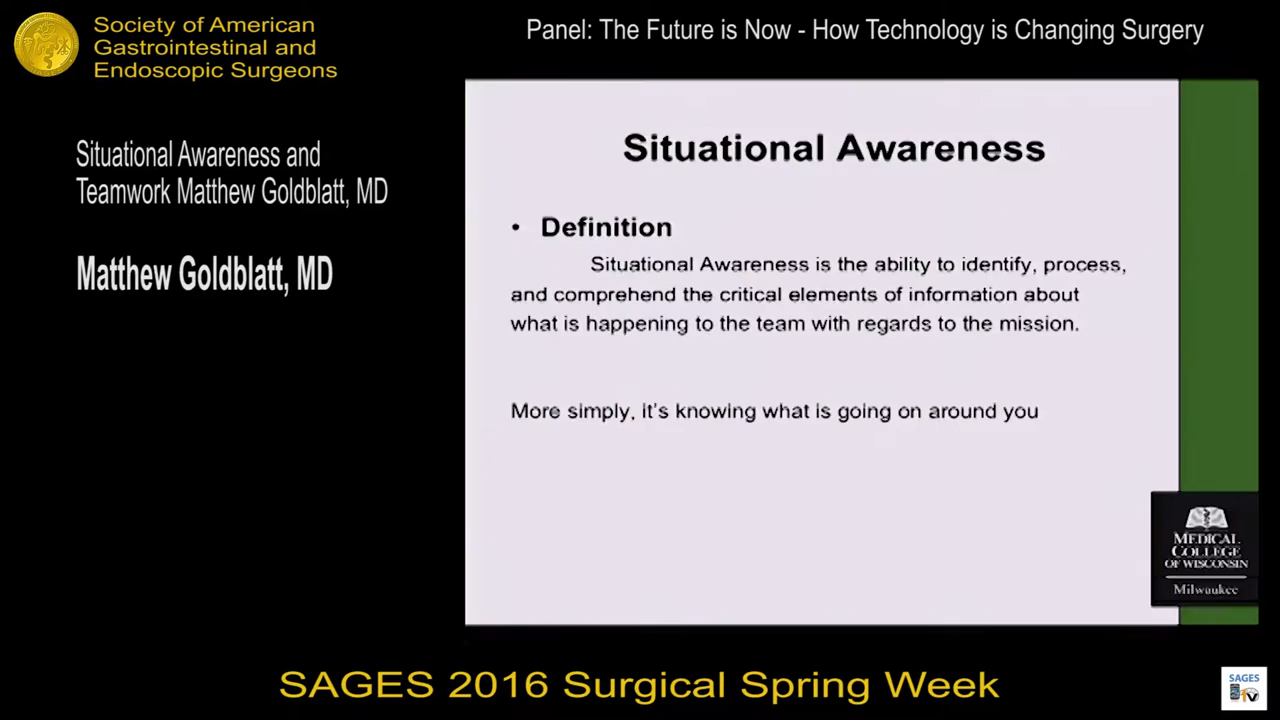 Society of American
Gastrointestinal and
Endoscopic Surgeons
Panel: The Future is Now - How Technology is Changing Surgery
Situational Awareness and
Teamwork Matthew Goldblatt, MD
Matthew Goldblatt, MD
Situational Awareness
• Definition
Situational Awareness is the ability to identify, process,
and comprehend the critical elements of information about
what is happening to the team with regards to the mission.
More simply, it's knowing what is going on around you
MEDICAL
COLLEGE
OF WISCONSIN
Milwaukee
SAGES 2016 Surgical Spring Week
SAGES
TV